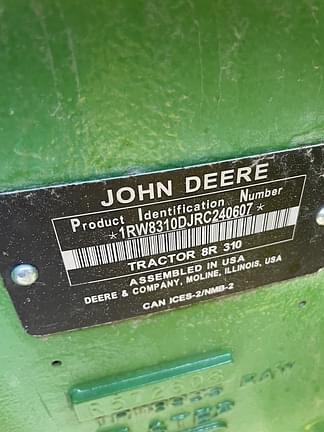 JOHN DEERE
Product Identification Number
*1RW8310DJRC240607*
TRACTOR 8R 310
ASSEMBLED IN USA
DEERE & COMPANY, MOLINE, ILLINOIS, USA
CAN ICES-2/NMB-2